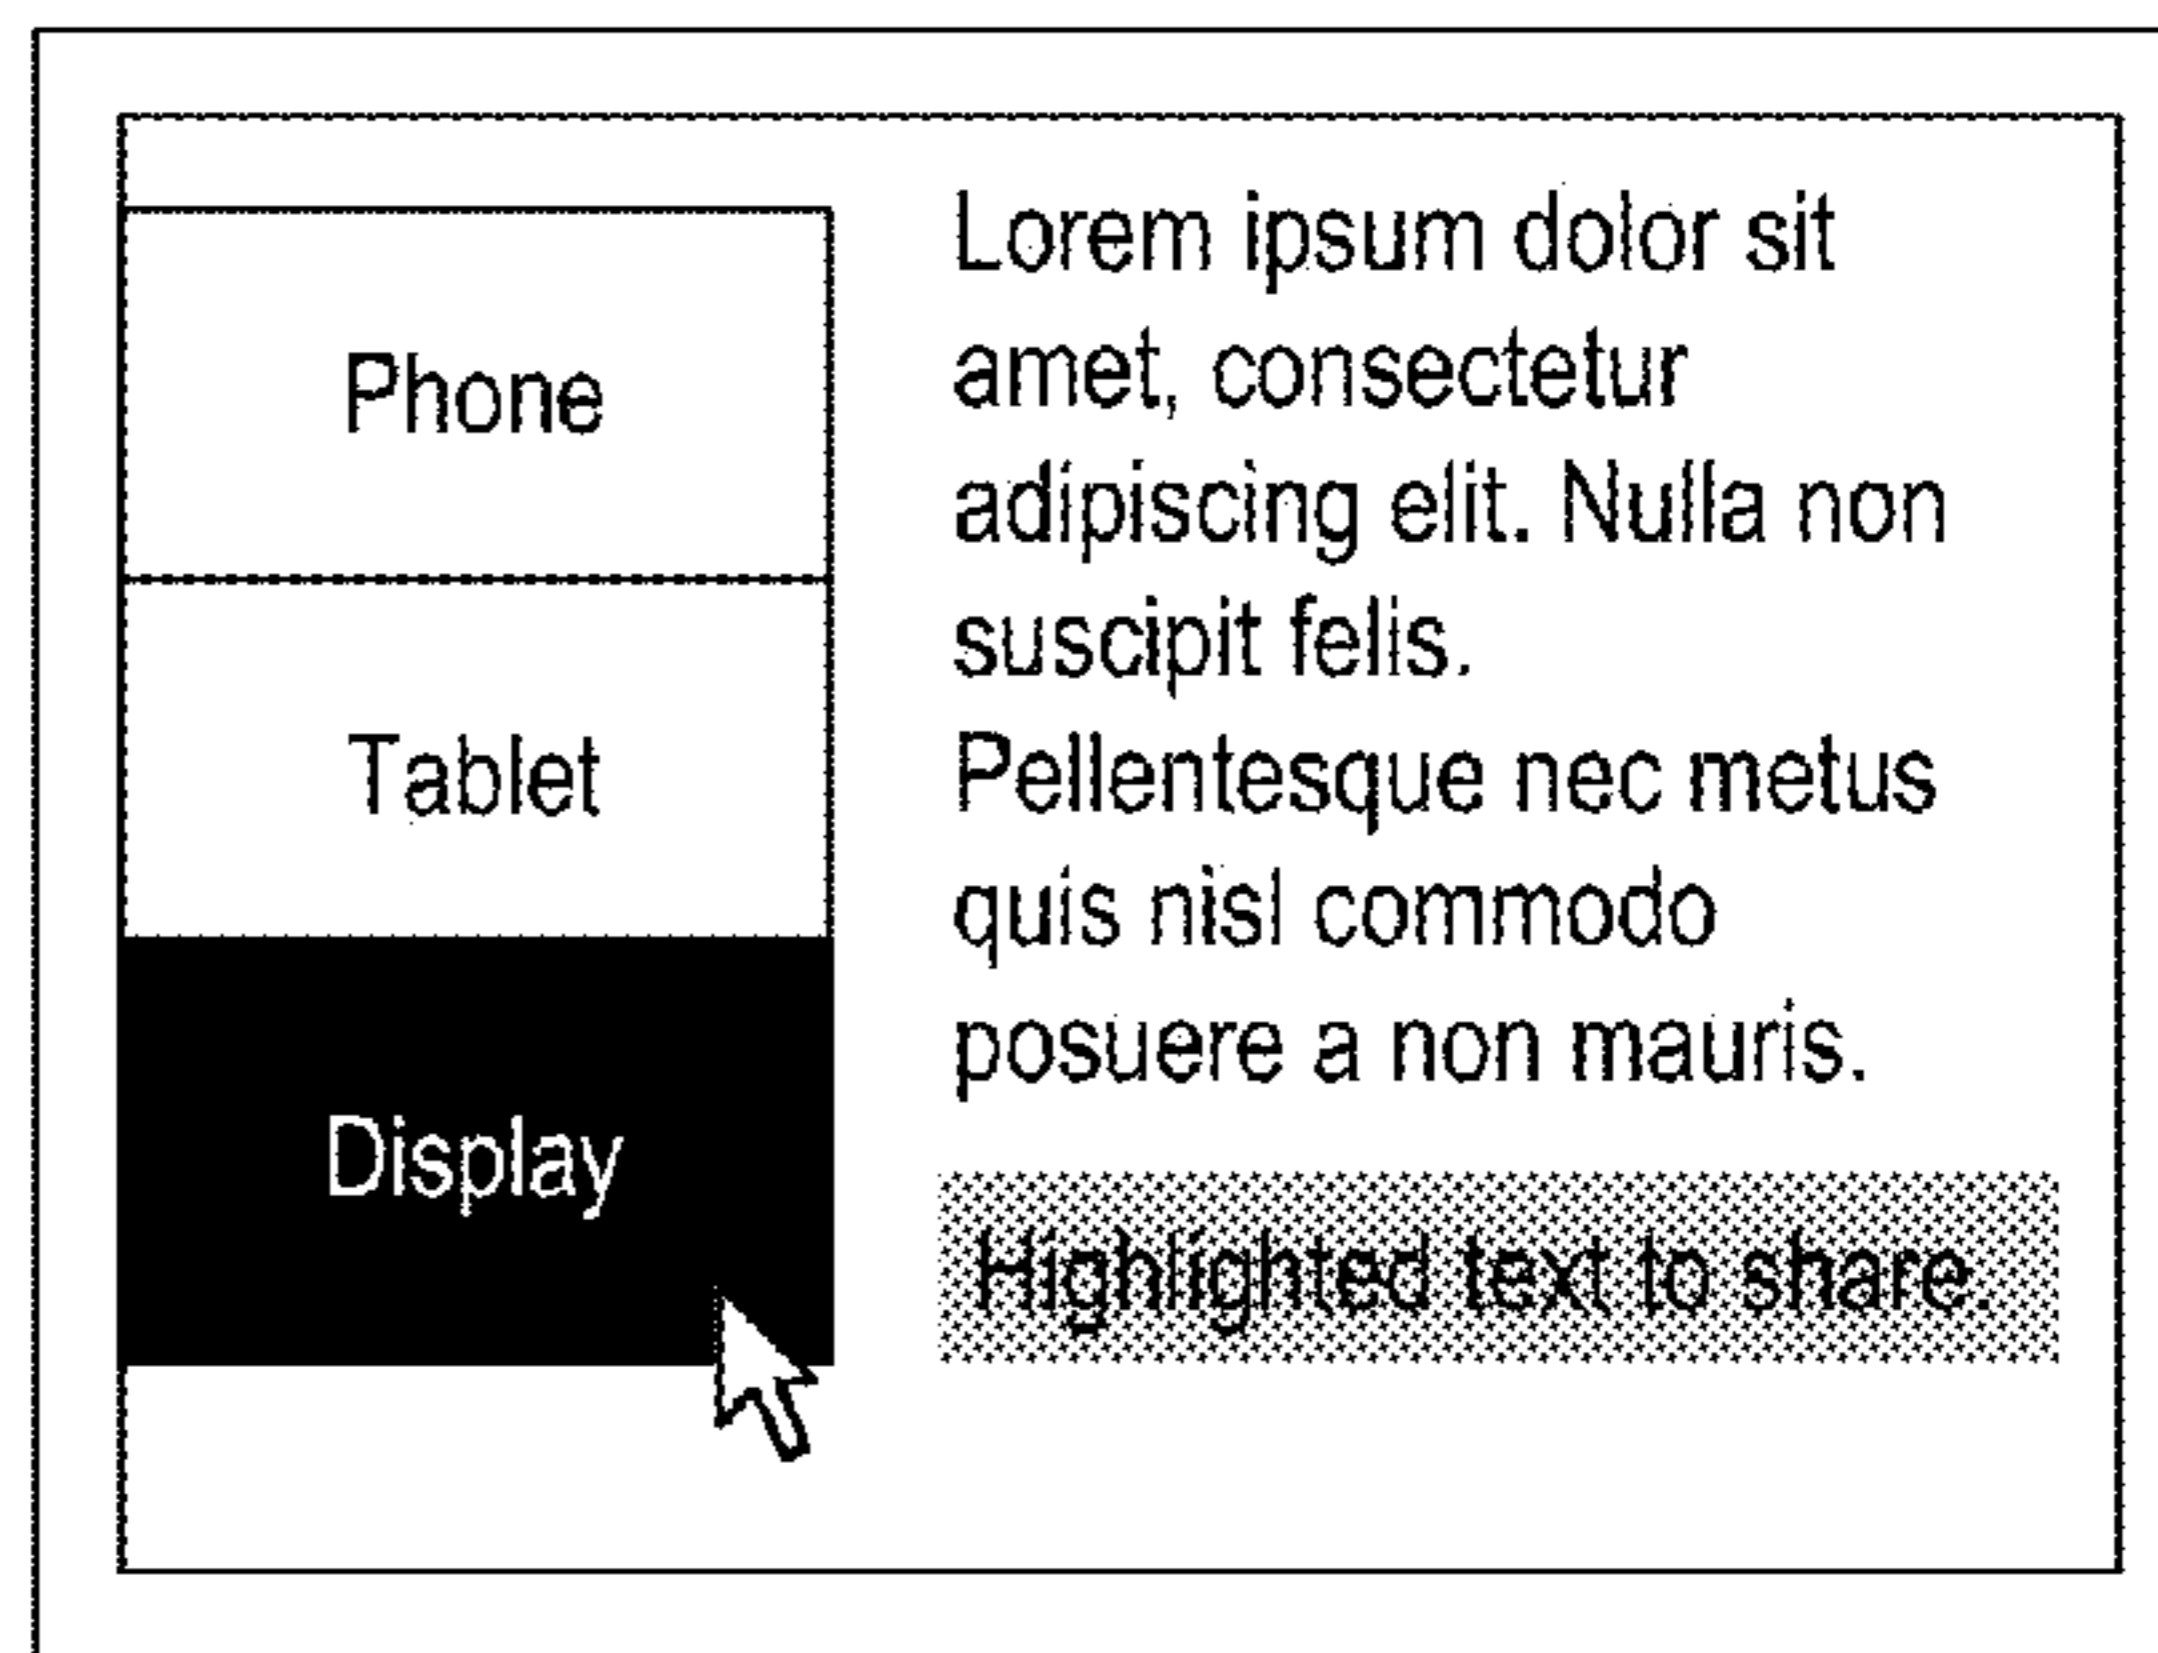 Phone
Tablet
Display
Lorem ipsum dolor sit
amet, consectetur
adipiscing elit. Nulla non
suscipit felis.
Pellentesque nec metus
quis nisl commodo
posuere a non mauris.
Highlighted text to share.